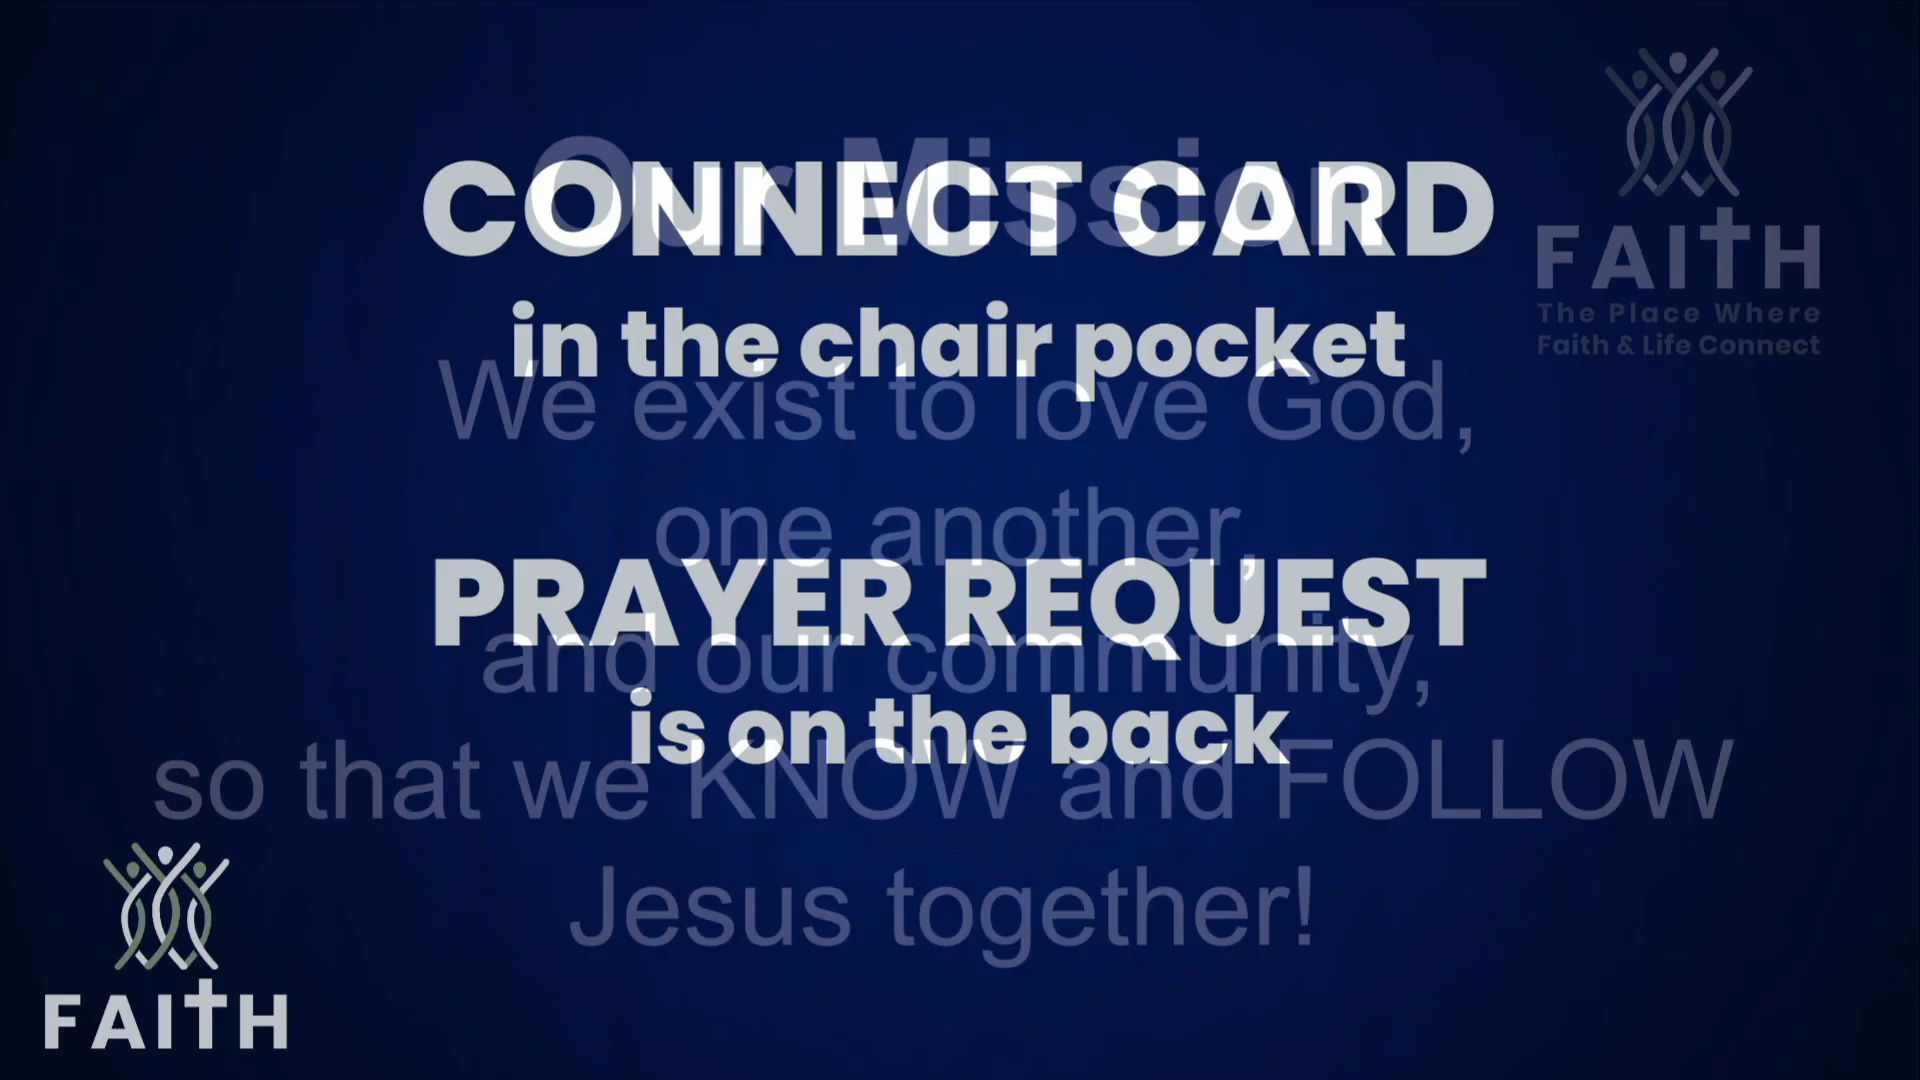 CONNECT CARD
in the chair pocket
PRAYER REQUEST
is on the back
Our Mission
We exist to love God,
one another,
and our community,
so that we KNOW and FOLLOW
Jesus together!
FAITH
The Place Where
Faith & Life Connect
FAITH